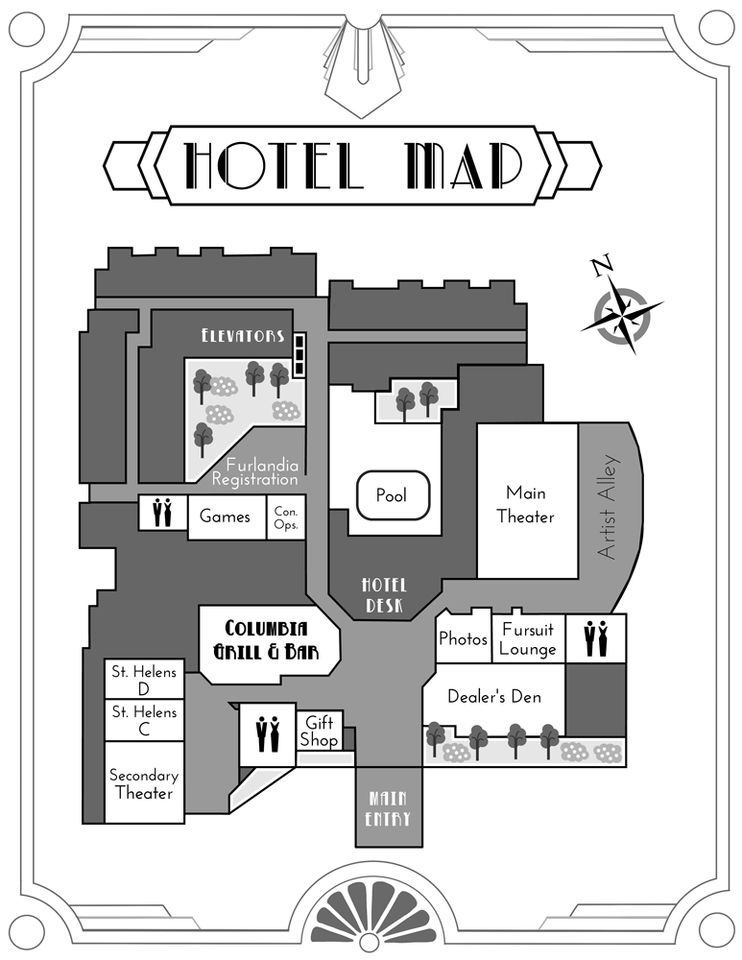 HOTEL MAP
N
ELEVATORS
Furlandia
Registration
Games
Con.
Ops.
Pool
Main
Theater
Artist Alley
HOTEL
DESK
COLUMBIA
GRILL & BAR
Photos
Fursuit
Lounge
St. Helens
D
St. Helens
C
Secondary
Theater
Gift
Shop
Dealer's Den
MAIN
ENTRY